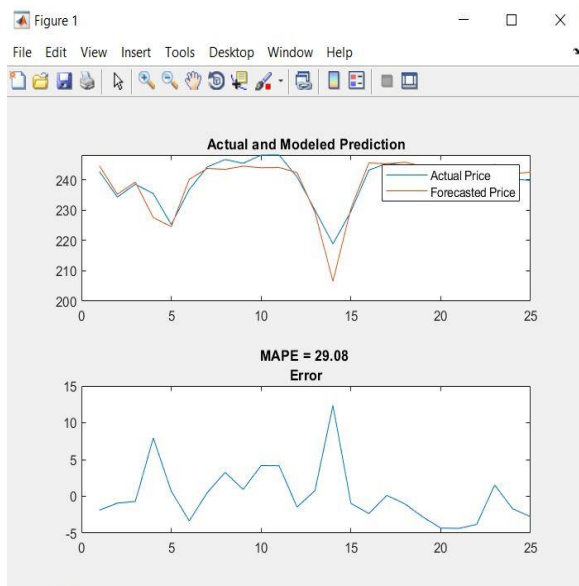 Figure 1
File Edit View Insert Tools Desktop Window Help
Actual and Modeled Prediction
240
230
220
210
200
0 5 10 15 20 25
Actual Price
Forecasted Price
MAPE = 29.08
Error
15
10
5
0
-5
0 5 10 15 20 25